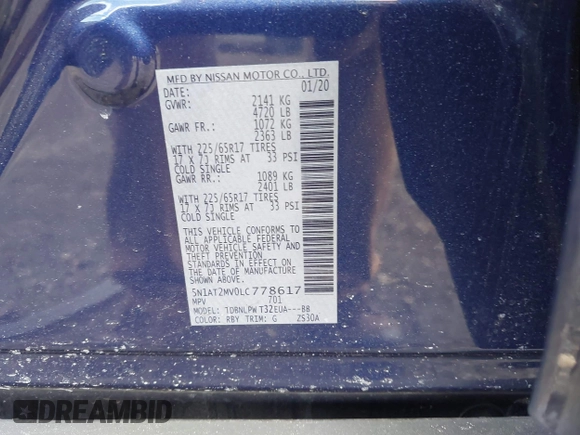 MFD BY NISSAN MOTOR CO., LTD.
DATE: 01/20
GVWR: 2141 KG
4720 LB
GAWR FR.: 1072 KG
2363 LB
WITH 225/65R17 TIRES
17 X 7J RIMS AT 33 PSI
COLD SINGLE
GAWR RR.: 1089 KG
2401 LB
WITH 225/65R17 TIRES
17 X 7J RIMS AT 33 PSI
COLD SINGLE
THIS VEHICLE CONFORMS TO
ALL APPLICABLE FEDERAL
MOTOR VEHICLE SAFETY AND
THEFT PREVENTION
STANDARDS IN EFFECT ON
THE DATE OF MANUFACTURE
SHOWN ABOVE.
5N1AT2MV0LC778617
MPV 701
MODEL: TDBNLPW T32EUA---BB
COLOR: RBY TRIM: G ZS30A
DREAMBID